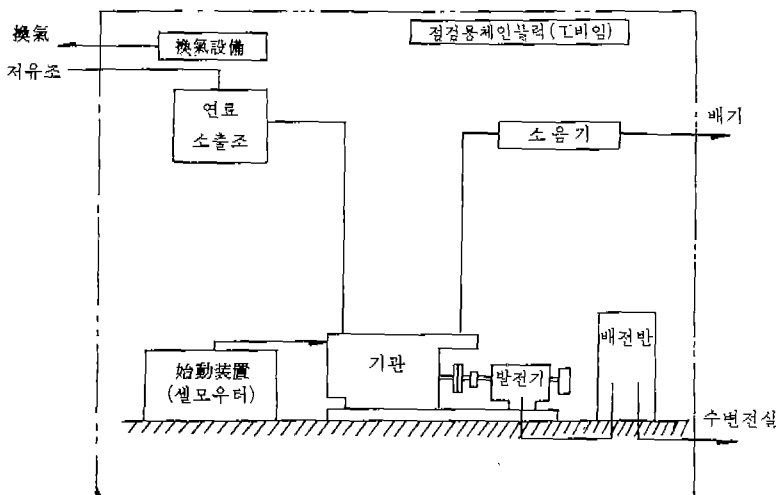 換氣
換氣設備
점검용체인블럭(工비임)
저유조
연료
소출조
소음기
배기
기관
始動装置
(셀모우터)
발전기
배전반
수변전실